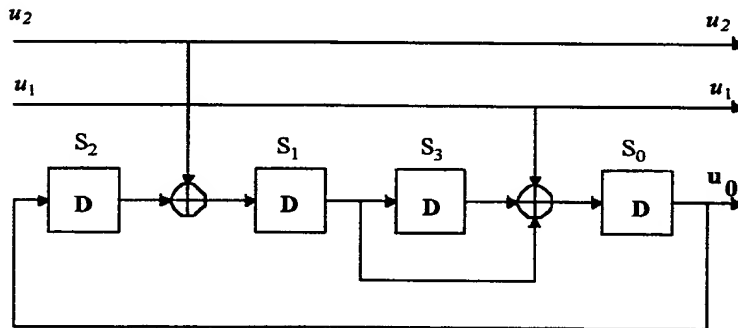 u₂ u₂
u₁ u₁
S₂ S₁ S₃ S₀
D D D D u₀